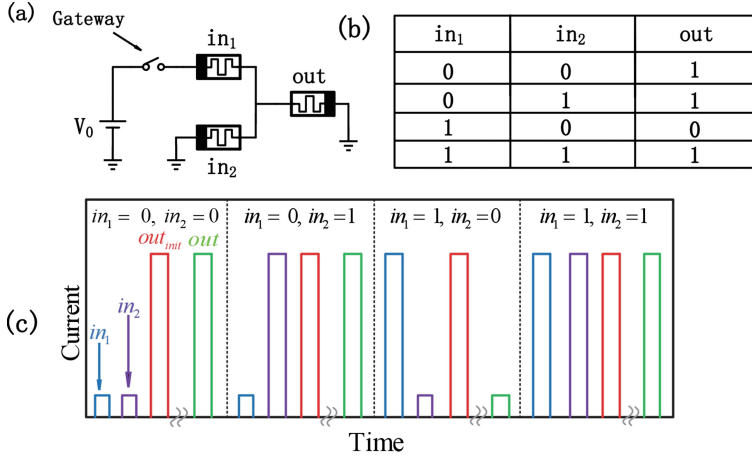 (a)
Gateway
in₁
out
V₀
in₂
(b)
in₁ in₂ out
0 0 1
0 1 1
1 0 0
1 1 1
(c)
in₁ = 0, in₂ = 0 in₁ = 0, in₂=1 in₁ = 1, in₂= 0 in₁ = 1, in₂= 1
out_init out
in₁ in₂
Current
Time